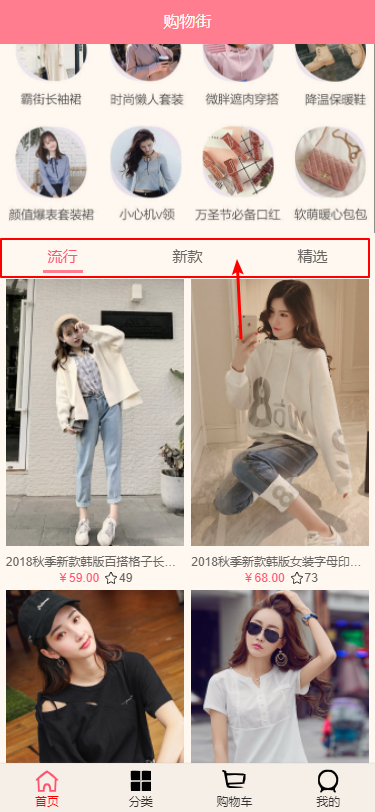 购物街
霸街长袖裙 时尚懒人套装 微胖遮肉穿搭 降温保暖鞋
颜值爆表套装裙 小心机v领 万圣节必备口红 软萌暖心包包
流行 新款 精选
2018秋季新款韩版百搭格子长… 2018秋季新款韩版女装字母印…
￥59.00 49 ￥68.00 73
首页 分类 购物车 我的